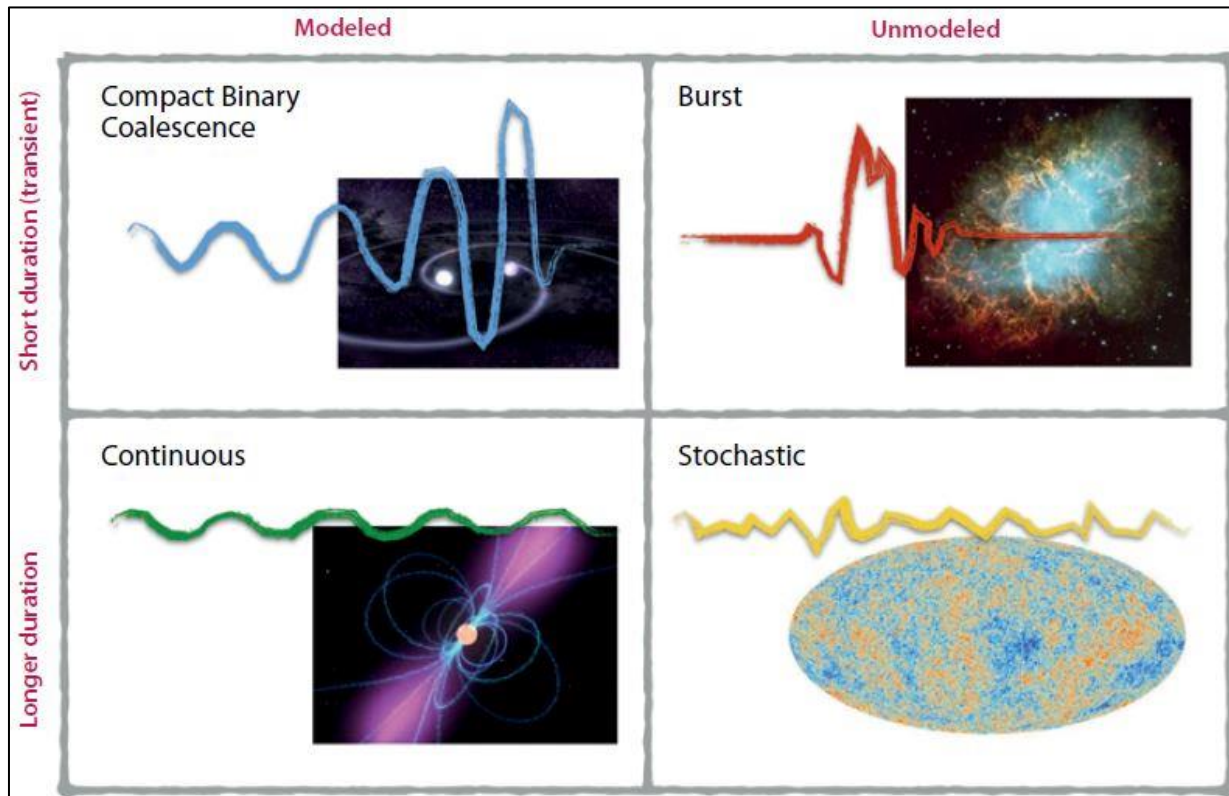 Modeled
Unmodeled
Short duration (transient)
Compact Binary
Coalescence
Burst
Longer duration
Continuous
Stochastic